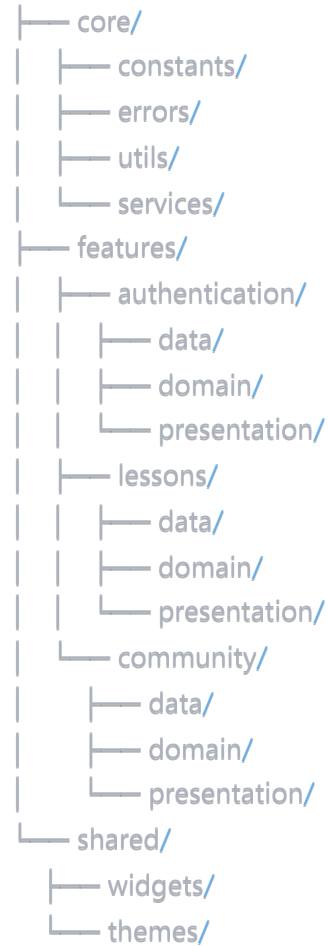 ├── core/
│   ├── constants/
│   ├── errors/
│   ├── utils/
│   └── services/
├── features/
│   ├── authentication/
│   │   ├── data/
│   │   ├── domain/
│   │   └── presentation/
│   ├── lessons/
│   │   ├── data/
│   │   ├── domain/
│   │   └── presentation/
│   └── community/
│       ├── data/
│       ├── domain/
│       └── presentation/
└── shared/
    ├── widgets/
    └── themes/